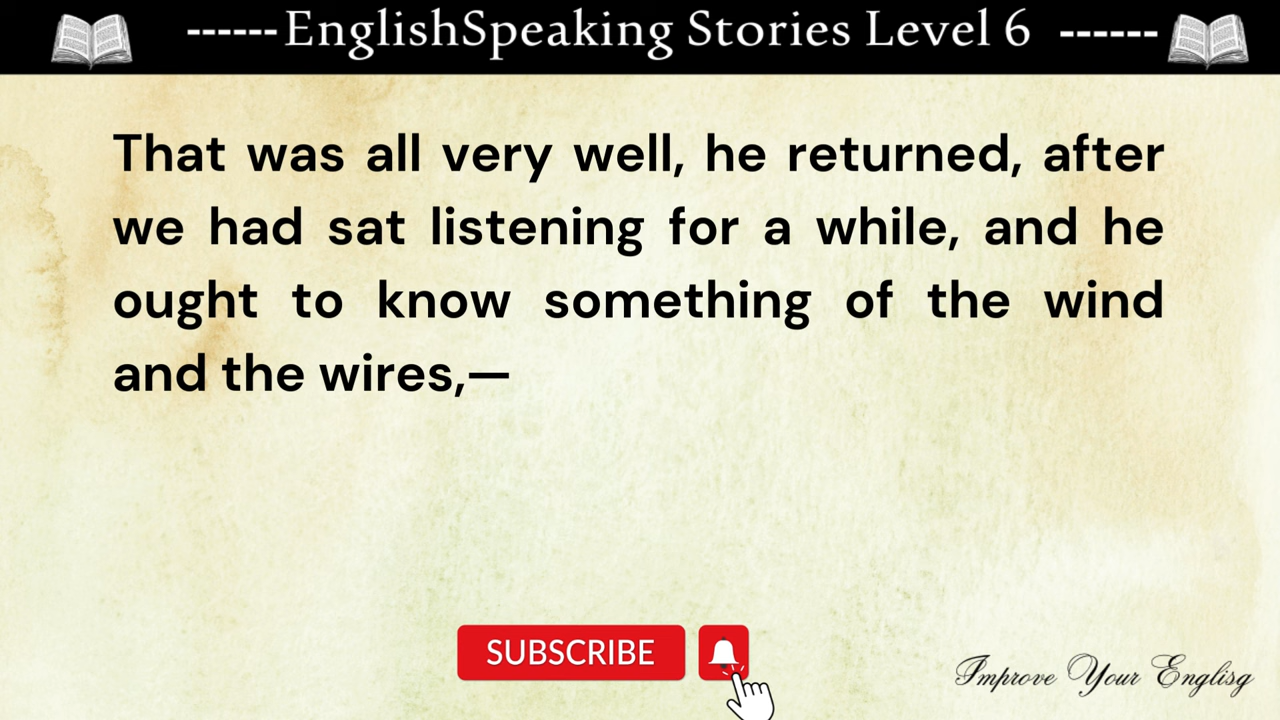 ------EnglishSpeaking Stories Level 6 ------
That was all very well, he returned, after
we had sat listening for a while, and he
ought to know something of the wind
and the wires,—
SUBSCRIBE
Improve Your Englisg